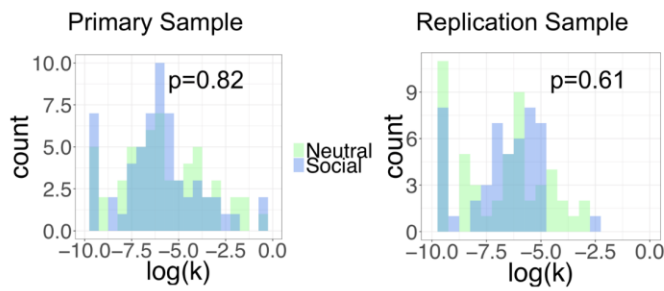 Primary Sample
10.0
7.5
5.0
2.5
0.0
count
p=0.82
−10.0 −7.5 −5.0 −2.5 0.0
log(k)
Neutral
Social
Replication Sample
9
6
3
0
count
p=0.61
−10.0 −7.5 −5.0 −2.5 0.0
log(k)